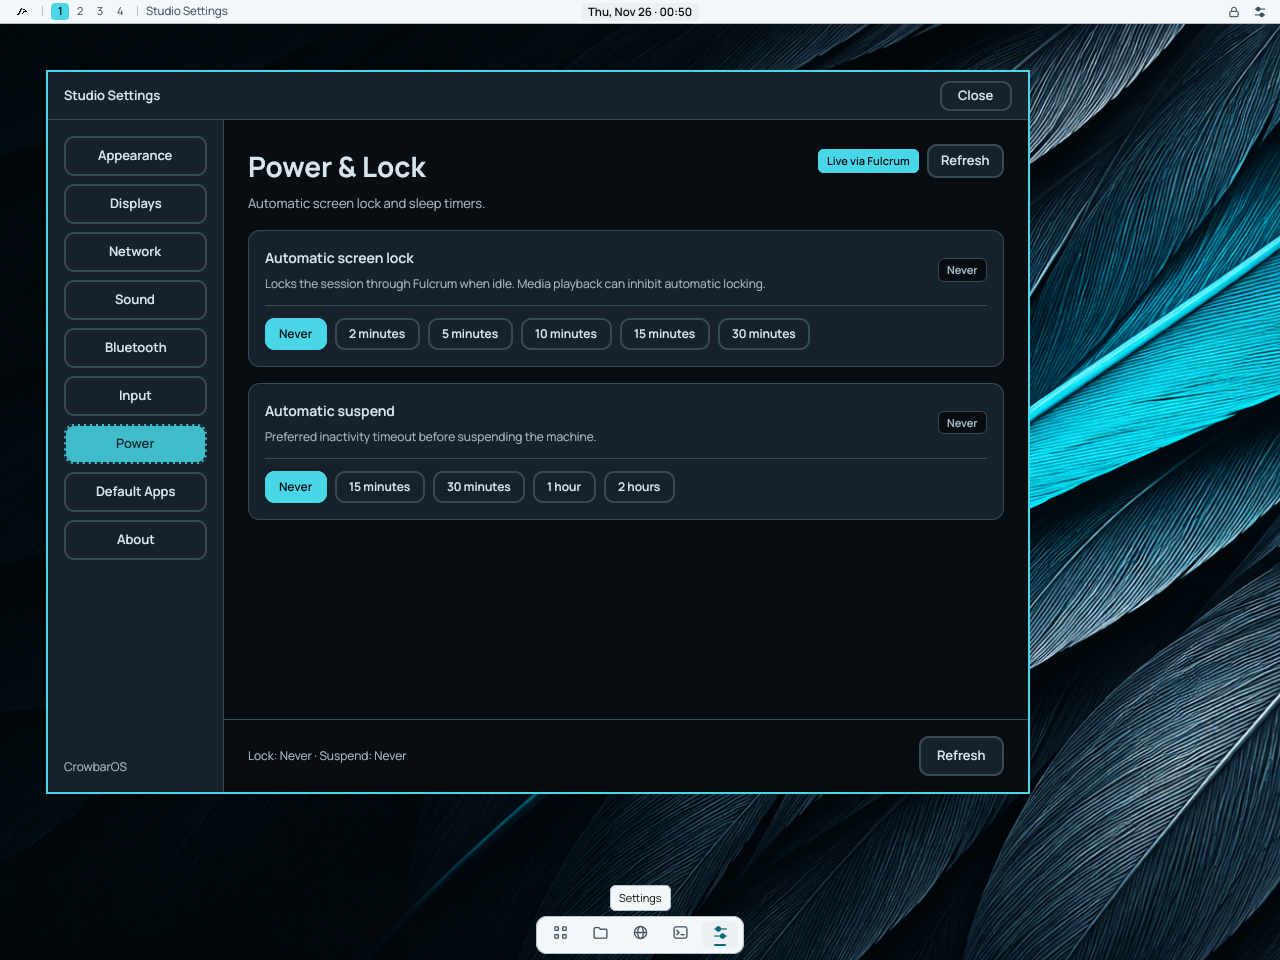 1 2 3 4 Studio Settings Thu, Nov 26 · 00:50
Studio Settings Close
Appearance
Displays
Network
Sound
Bluetooth
Input
Power
Default Apps
About
CrowbarOS
Power & Lock Live via Fulcrum Refresh
Automatic screen lock and sleep timers.
Automatic screen lock
Locks the session through Fulcrum when idle. Media playback can inhibit automatic locking.
Never
Never 2 minutes 5 minutes 10 minutes 15 minutes 30 minutes
Automatic suspend
Preferred inactivity timeout before suspending the machine.
Never
Never 15 minutes 30 minutes 1 hour 2 hours
Lock: Never · Suspend: Never Refresh
Settings